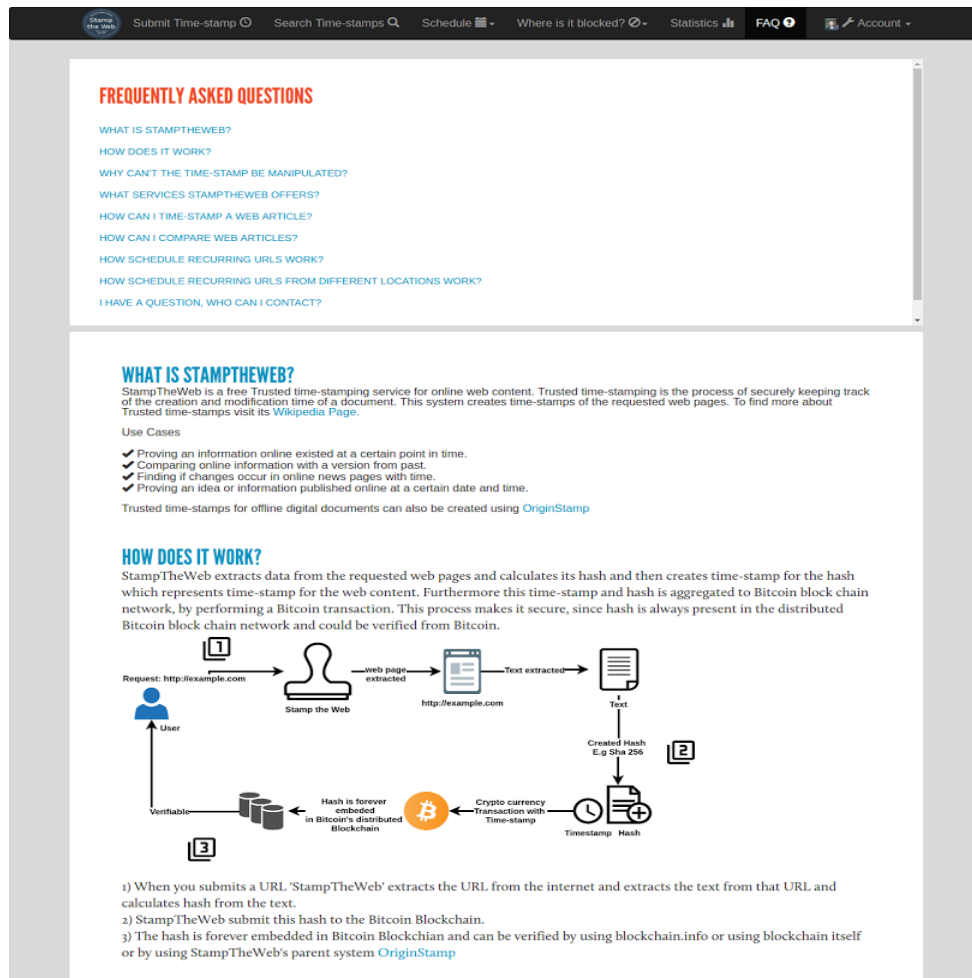 Stamp the Web
Submit Time-stamp Search Time-stamps Schedule Where is it blocked? Statistics FAQ Account
FREQUENTLY ASKED QUESTIONS
WHAT IS STAMPTHEWEB?
HOW DOES IT WORK?
WHY CAN'T THE TIME-STAMP BE MANIPULATED?
WHAT SERVICES STAMPTHEWEB OFFERS?
HOW CAN I TIME-STAMP A WEB ARTICLE?
HOW CAN I COMPARE WEB ARTICLES?
HOW SCHEDULE RECURRING URLS WORK?
HOW SCHEDULE RECURRING URLS FROM DIFFERENT LOCATIONS WORK?
I HAVE A QUESTION, WHO CAN I CONTACT?
WHAT IS STAMPTHEWEB?
StampTheWeb is a free Trusted time-stamping service for online web content. Trusted time-stamping is the process of securely keeping track
of the creation and modification time of a document. This system creates time-stamps of the requested web pages. To find more about
Trusted time-stamps visit its Wikipedia Page.
Use Cases
✔ Proving an information online existed at a certain point in time.
✔ Comparing online information with a version from past.
✔ Finding if changes occur in online news pages with time.
✔ Proving an idea or information published online at a certain date and time.
Trusted time-stamps for offline digital documents can also be created using OriginStamp
HOW DOES IT WORK?
StampTheWeb extracts data from the requested web pages and calculates its hash and then creates time-stamp for the hash
which represents time-stamp for the web content. Furthermore this time-stamp and hash is aggregated to Bitcoin block chain
network, by performing a Bitcoin transaction. This process makes it secure, since hash is always present in the distributed
Bitcoin block chain network and could be verified from Bitcoin.
1
Request: http://example.com
Stamp the Web
web page
extracted
http://example.com
Text extracted
Text
User
Created Hash
E.g Sha 256
2
Timestamp Hash
Crypto currency
Transaction with
Time-stamp
Hash is forever
embeded
in Bitcoin's distributed
Blockchain
Verifiable
3
1) When you submits a URL 'StampTheWeb' extracts the URL from the internet and extracts the text from that URL and
calculates hash from the text.
2) StampTheWeb submit this hash to the Bitcoin Blockchain.
3) The hash is forever embedded in Bitcoin Blockchian and can be verified by using blockchain.info or using blockchain itself
or by using StampTheWeb's parent system OriginStamp